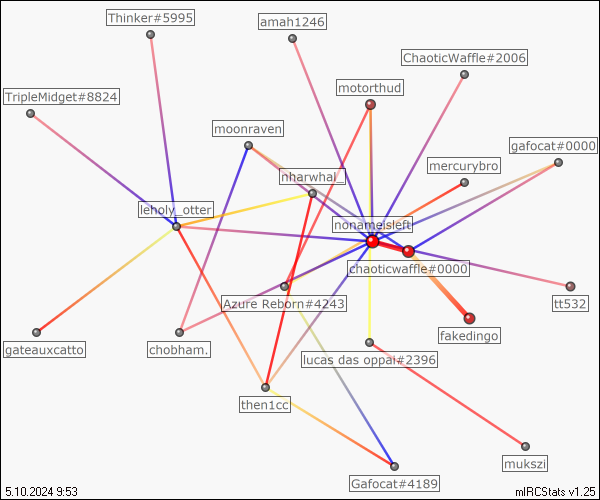 Thinker#5995
amah1246
ChaoticWaffle#2006
TripleMidget#8824
motorthud
moonraven
gafocat#0000
mercurybro
nharwhal_
leholy_otter
nonameisleft
chaoticwaffle#0000
Azure Reborn#4243
tt532
fakedingo
gateauxcatto
chobham.
lucas das oppai#2396
then1cc
mukszi
Gafocat#4189
5.10.2024 9:53
mIRCStats v1.25